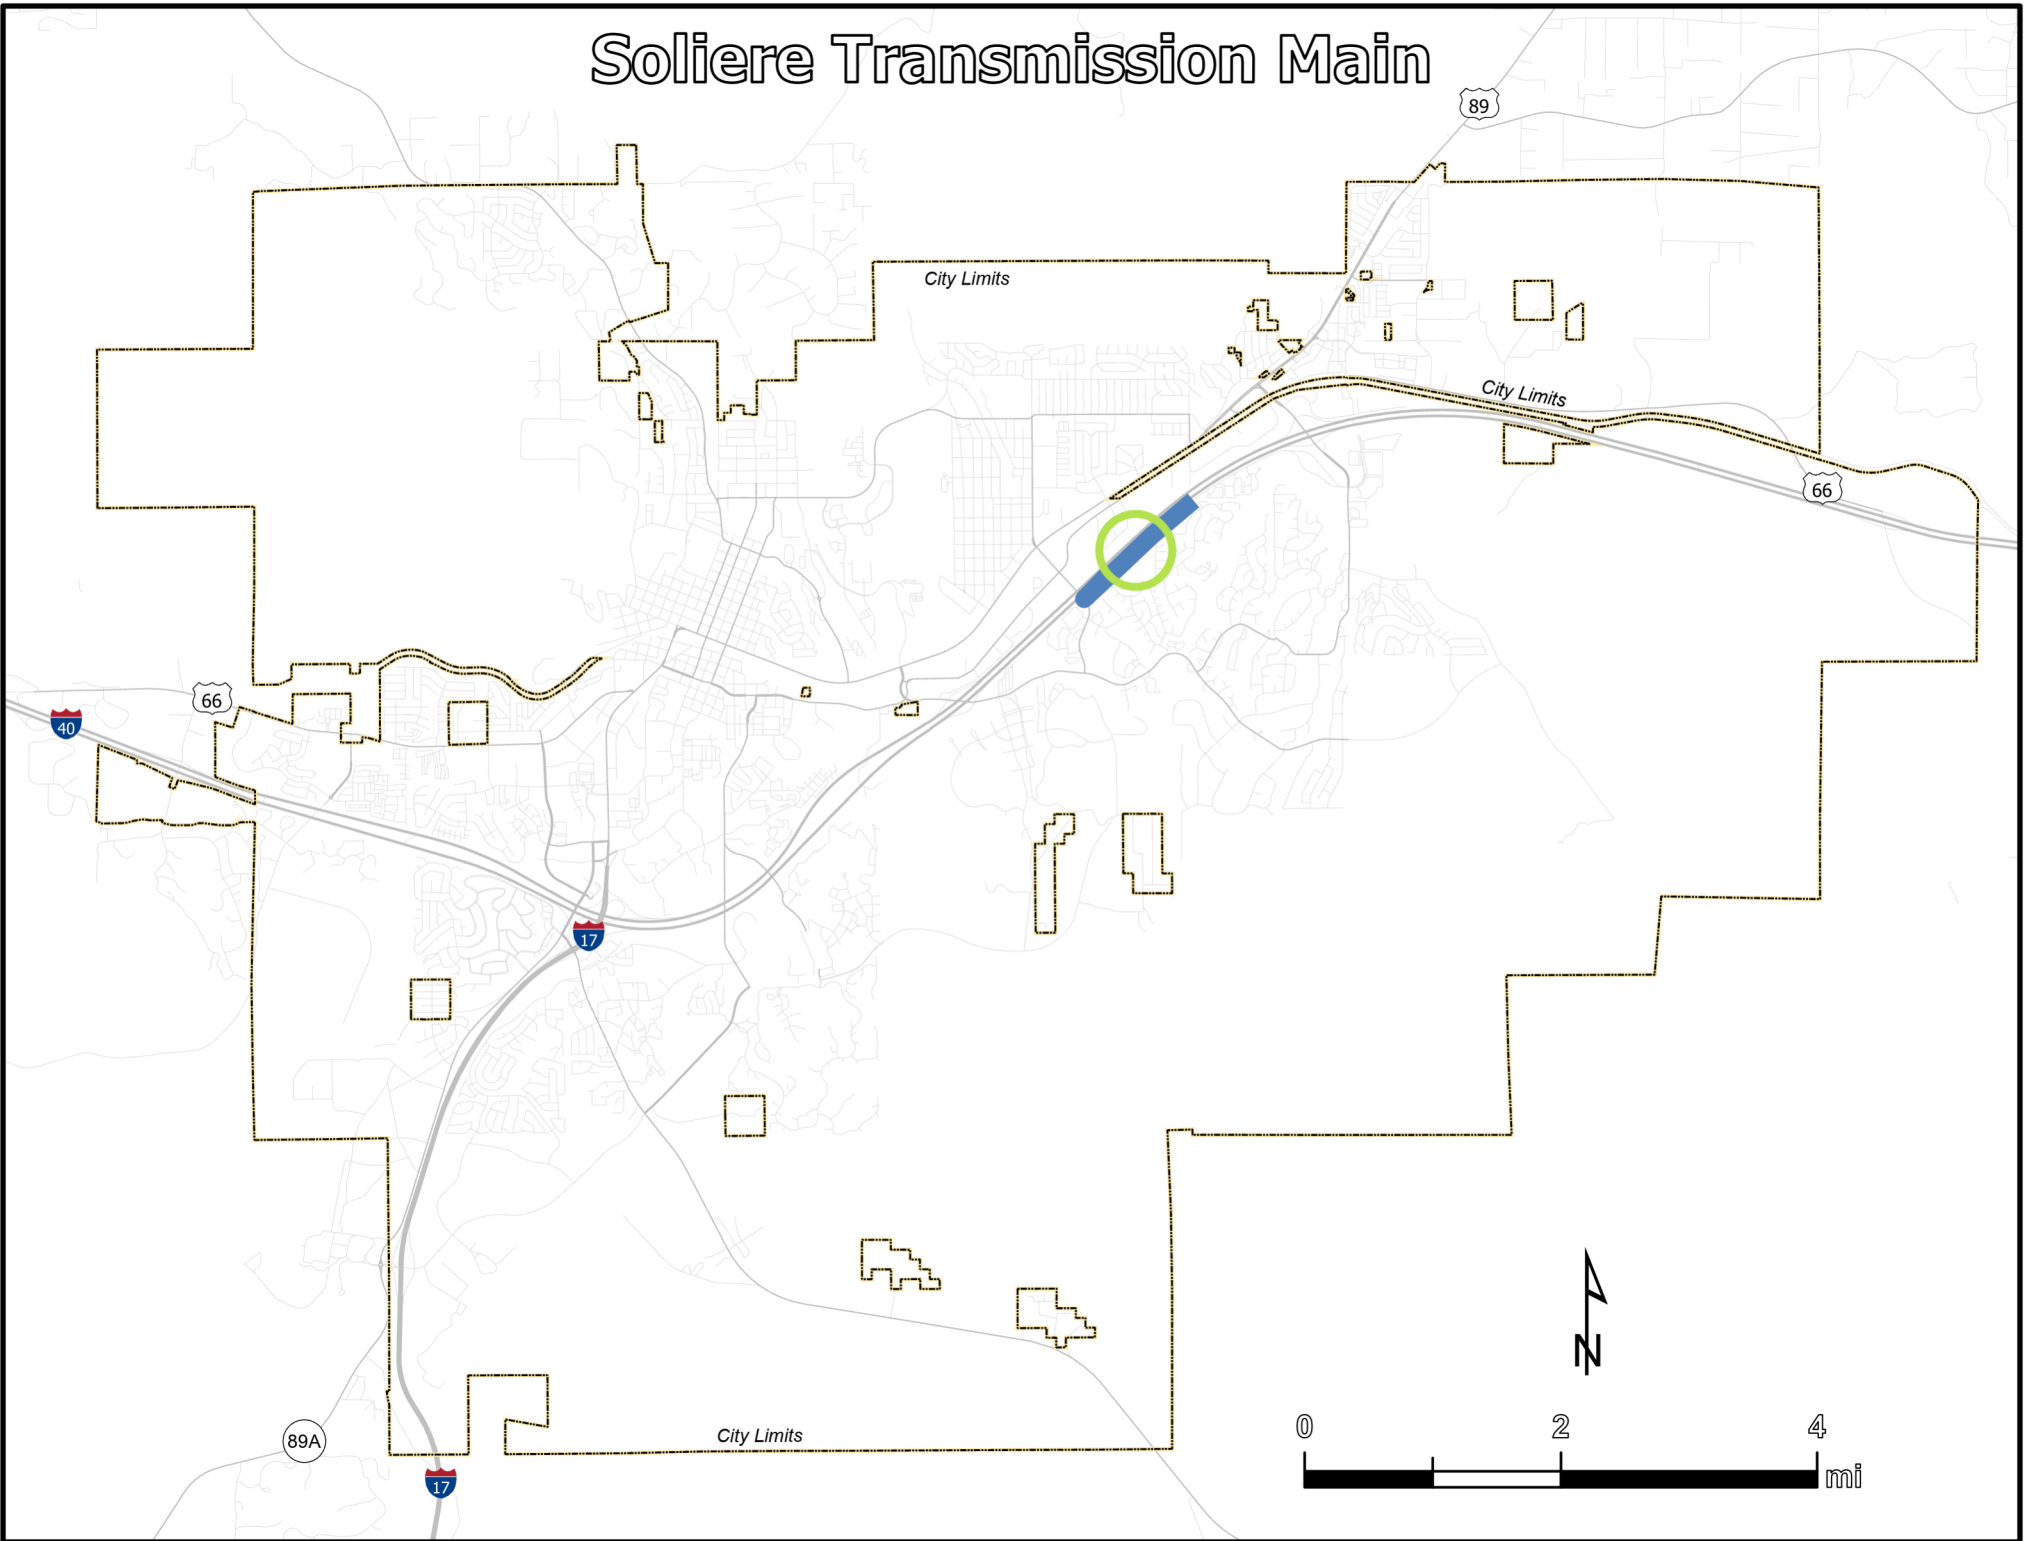 Soliere Transmission Main
89
City Limits
City Limits
66
66
40
17
89A
17
City Limits
N
0 2 4
mi